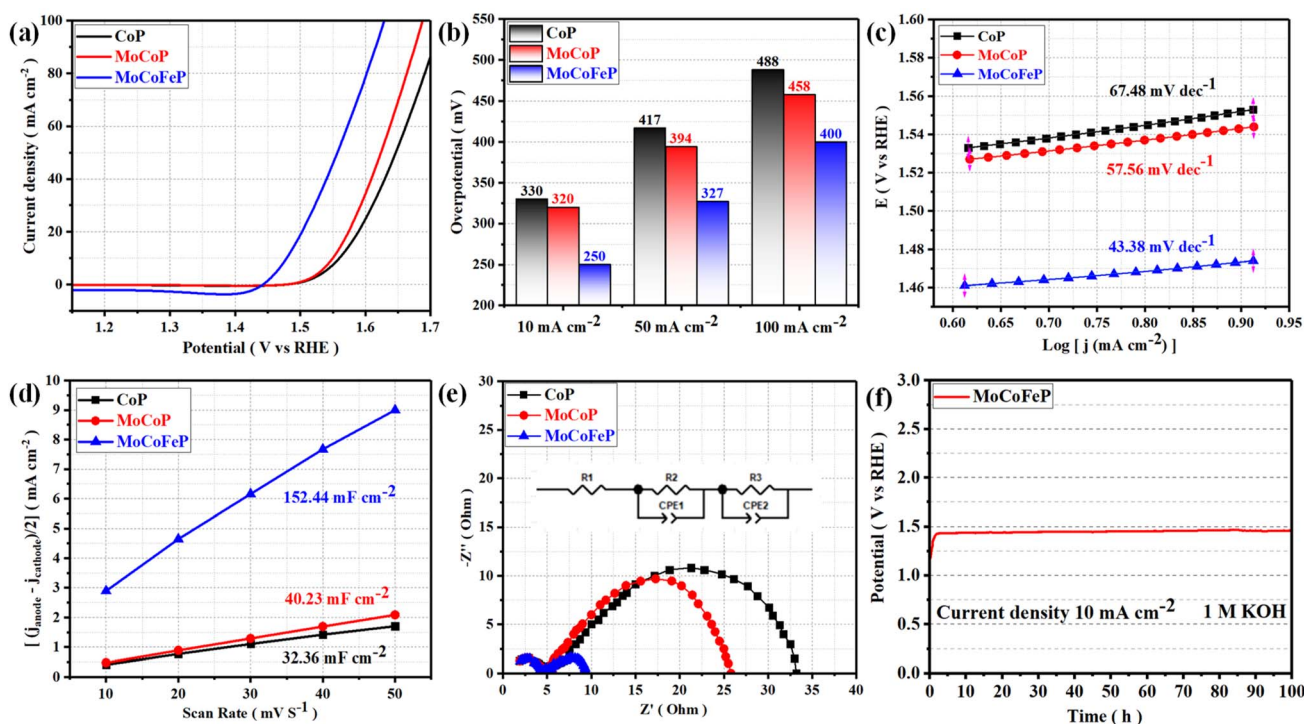 (a)
CoP
MoCoP
MoCoFeP
Current density ( mA cm⁻²)
100
80
60
40
20
0
1.2 1.3 1.4 1.5 1.6 1.7
Potential ( V vs RHE )
(b)
CoP
MoCoP
MoCoFeP
Overpotential ( mV)
550
500
450
400
350
300
250
200
330
320
250
417
394
327
488
458
400
10 mA cm⁻² 50 mA cm⁻² 100 mA cm⁻²
(c)
CoP
MoCoP
MoCoFeP
E ( V vs RHE )
1.60
1.58
1.56
1.54
1.52
1.50
1.48
1.46
67.48 mV dec⁻¹
57.56 mV dec⁻¹
43.38 mV dec⁻¹
0.60 0.65 0.70 0.75 0.80 0.85 0.90 0.95
Log [ j (mA cm⁻²) ]
(d)
CoP
MoCoP
MoCoFeP
[ (janode - jcathode)/2] ( mA cm⁻²)
10
9
8
7
6
5
4
3
2
1
0
152.44 mF cm⁻²
40.23 mF cm⁻²
32.36 mF cm⁻²
10 20 30 40 50
Scan Rate ( mV S⁻¹ )
(e)
CoP
MoCoP
MoCoFeP
-Z'' ( Ohm )
30
25
20
15
10
5
0
R1 R2 R3
CPE1 CPE2
0 5 10 15 20 25 30 35 40
Z' ( Ohm )
(f)
MoCoFeP
Potential ( V vs RHE )
3.0
2.5
2.0
1.5
1.0
0.5
0.0
Current density 10 mA cm⁻² 1 M KOH
0 10 20 30 40 50 60 70 80 90 100
Time ( h )